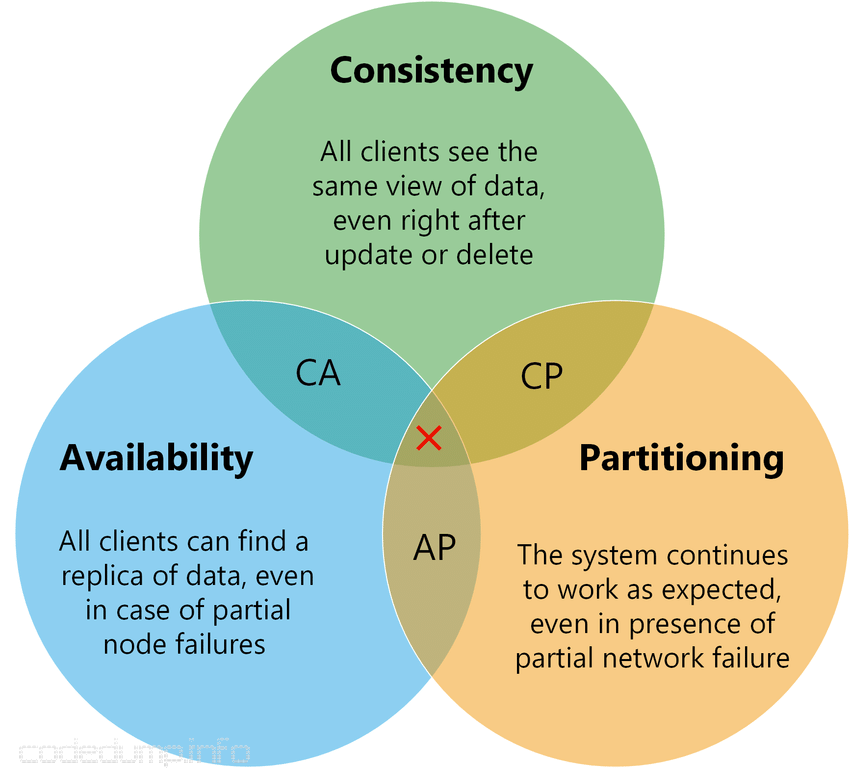 Consistency
All clients see the
same view of data,
even right after
update or delete
CA
CP
Availability
All clients can find a
replica of data, even
in case of partial
node failures
Partitioning
The system continues
to work as expected,
even in presence of
partial network failure
AP
codedump.info